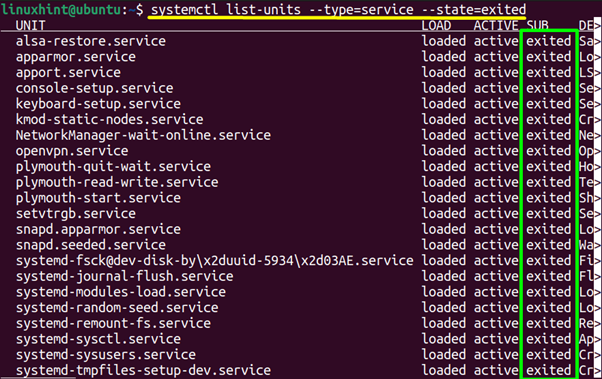 linuxhint@ubuntu:~$ systemctl list-units --type=service --state=exited
UNIT LOAD ACTIVE SUB DE>
alsa-restore.service loaded active exited Sa>
apparmor.service loaded active exited Lo>
apport.service loaded active exited LS>
console-setup.service loaded active exited Se>
keyboard-setup.service loaded active exited Se>
kmod-static-nodes.service loaded active exited Cr>
NetworkManager-wait-online.service loaded active exited Ne>
openvpn.service loaded active exited Op>
plymouth-quit-wait.service loaded active exited Ho>
plymouth-read-write.service loaded active exited Te>
plymouth-start.service loaded active exited Sh>
setvtrgb.service loaded active exited Se>
snapd.apparmor.service loaded active exited Lo>
snapd.seeded.service loaded active exited Wa>
systemd-fsck@dev-disk-by\x2duuid-5934\x2d03AE.service loaded active exited Fi>
systemd-journal-flush.service loaded active exited Fl>
systemd-modules-load.service loaded active exited Lo>
systemd-random-seed.service loaded active exited Lo>
systemd-remount-fs.service loaded active exited Re>
systemd-sysctl.service loaded active exited Ap>
systemd-sysusers.service loaded active exited Cr>
systemd-tmpfiles-setup-dev.service loaded active exited Cr>